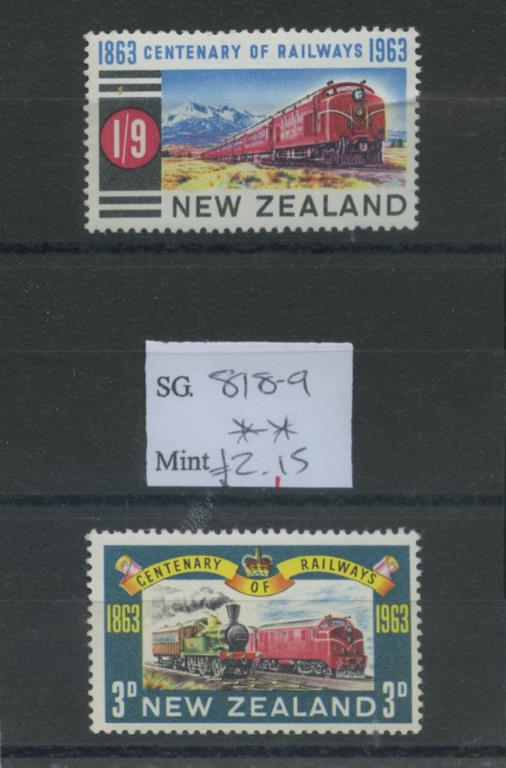 1863 CENTENARY OF RAILWAYS 1963
1/9
NEW ZEALAND
SG. 818-9
**
Mint £2.15
CENTENARY OF RAILWAYS
1863 1963
3D NEW ZEALAND 3D